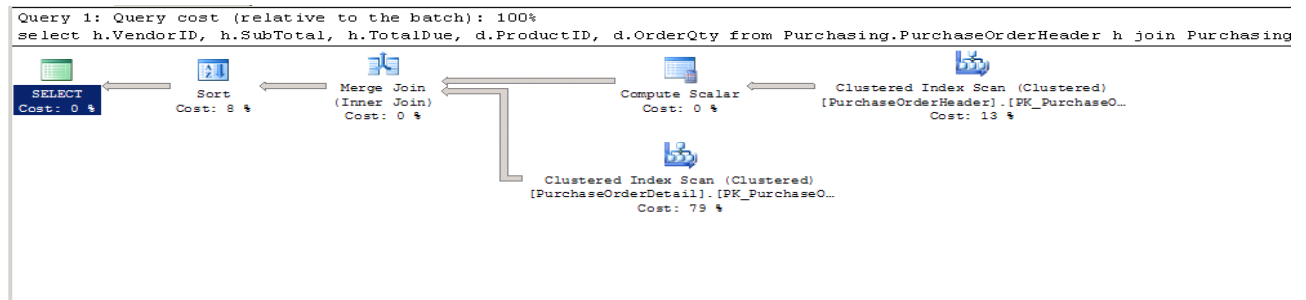 Query 1: Query cost (relative to the batch): 100%
select h.VendorID, h.SubTotal, h.TotalDue, d.ProductID, d.OrderQty from Purchasing.PurchaseOrderHeader h join Purchasing
SELECT
Cost: 0 %
Sort
Cost: 8 %
Merge Join
(Inner Join)
Cost: 0 %
Compute Scalar
Cost: 0 %
Clustered Index Scan (Clustered)
[PurchaseOrderHeader].[PK_PurchaseO…
Cost: 13 %
Clustered Index Scan (Clustered)
[PurchaseOrderDetail].[PK_PurchaseO…
Cost: 79 %